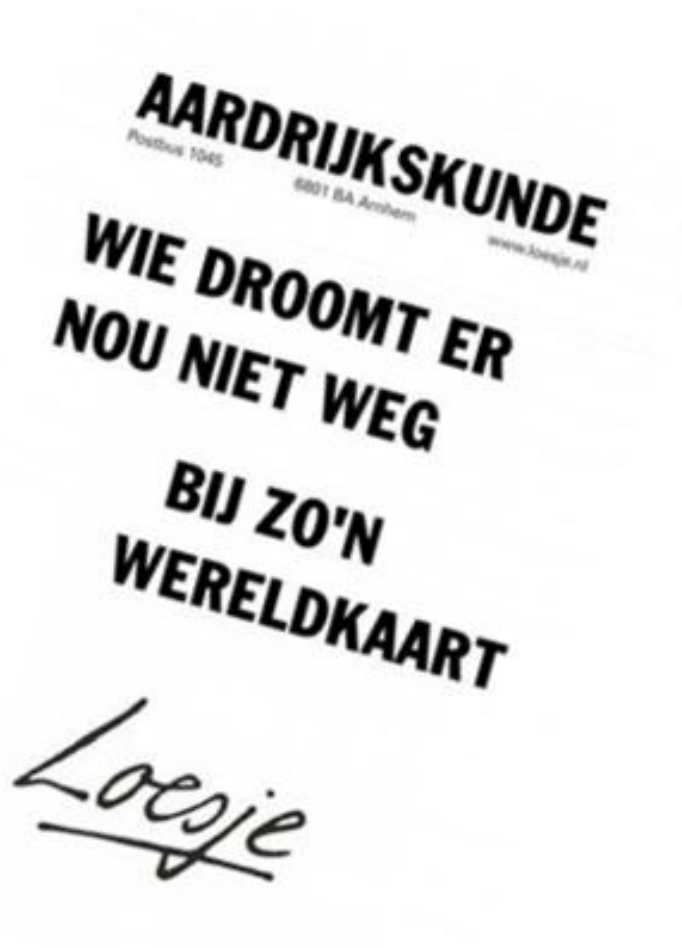 AARDRIJKSKUNDE
Postbus 1045 6801 BA Arnhem www.loesje.nl
WIE DROOMT ER
NOU NIET WEG
BIJ ZO'N
WERELDKAART
Loesje